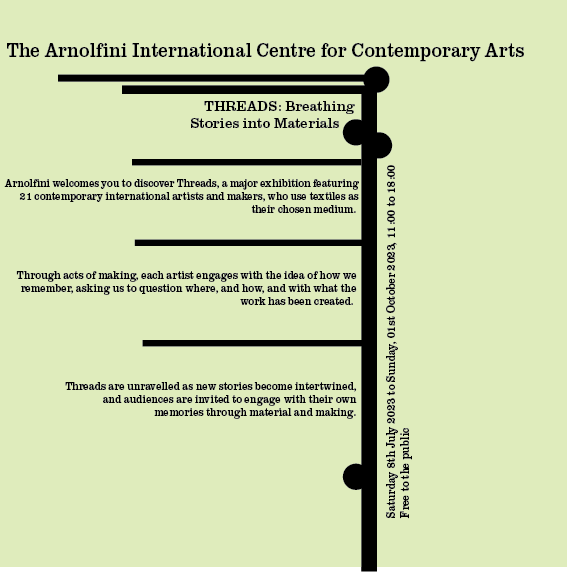 The Arnolfini International Centre for Contemporary Arts
THREADS: Breathing
Stories into Materials
Arnolfini welcomes you to discover Threads, a major exhibition featuring
21 contemporary international artists and makers, who use textiles as
their chosen medium.
Through acts of making, each artist engages with the idea of how we
remember, asking us to question where, and how, and with what the
work has been created.
Threads are unravelled as new stories become intertwined,
and audiences are invited to engage with their own
memories through material and making.
Saturday 8th July 2023 to Sunday, 01st October 2023, 11:00 to 18:00
Free to the public